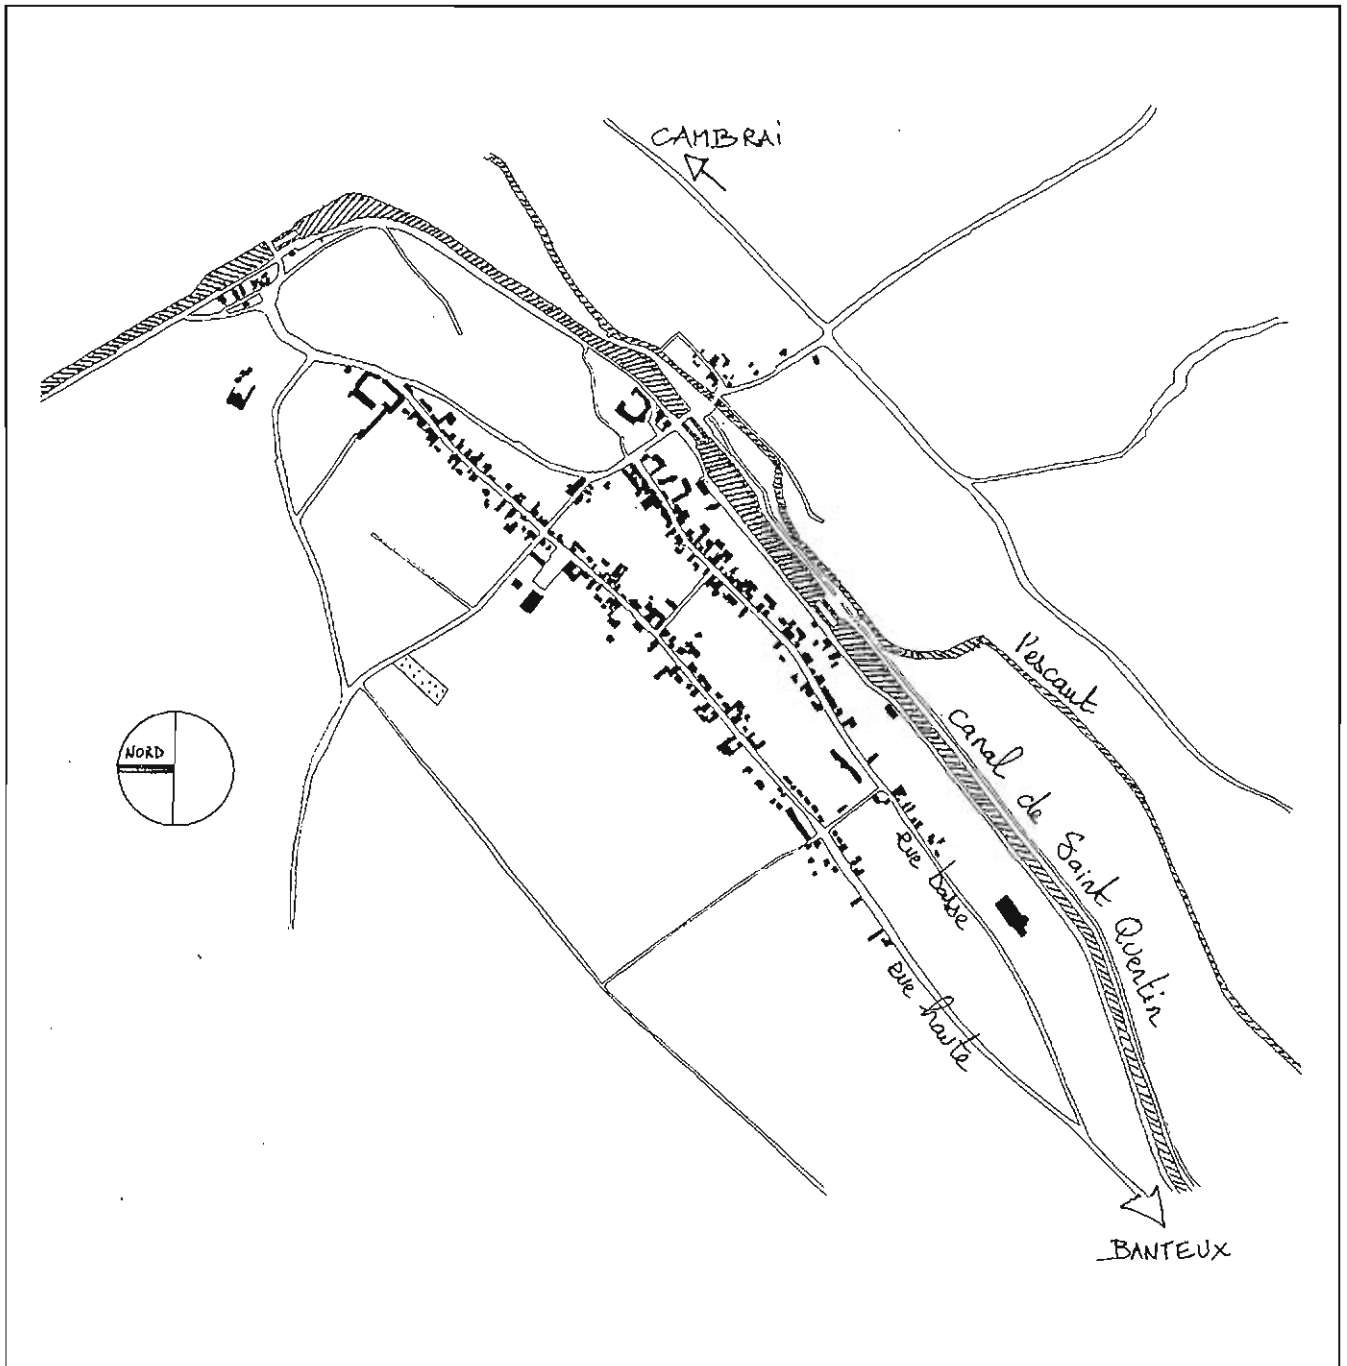 CAMBRAi
l'escaut
canal de Saint Quentin
NORD
rue basse
rue haute
BANTEUX